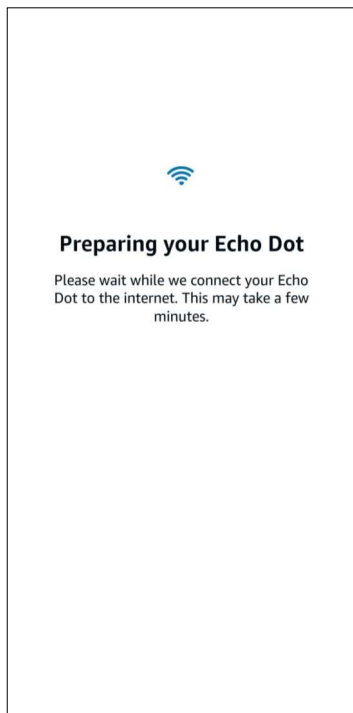 Preparing your Echo Dot
Please wait while we connect your Echo
Dot to the internet. This may take a few
minutes.